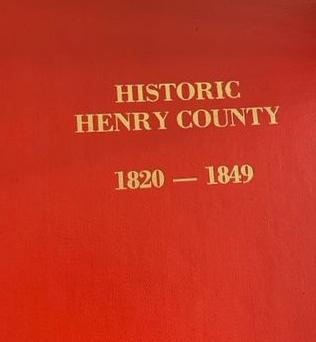 HISTORIC
HENRY COUNTY
1820 — 1849